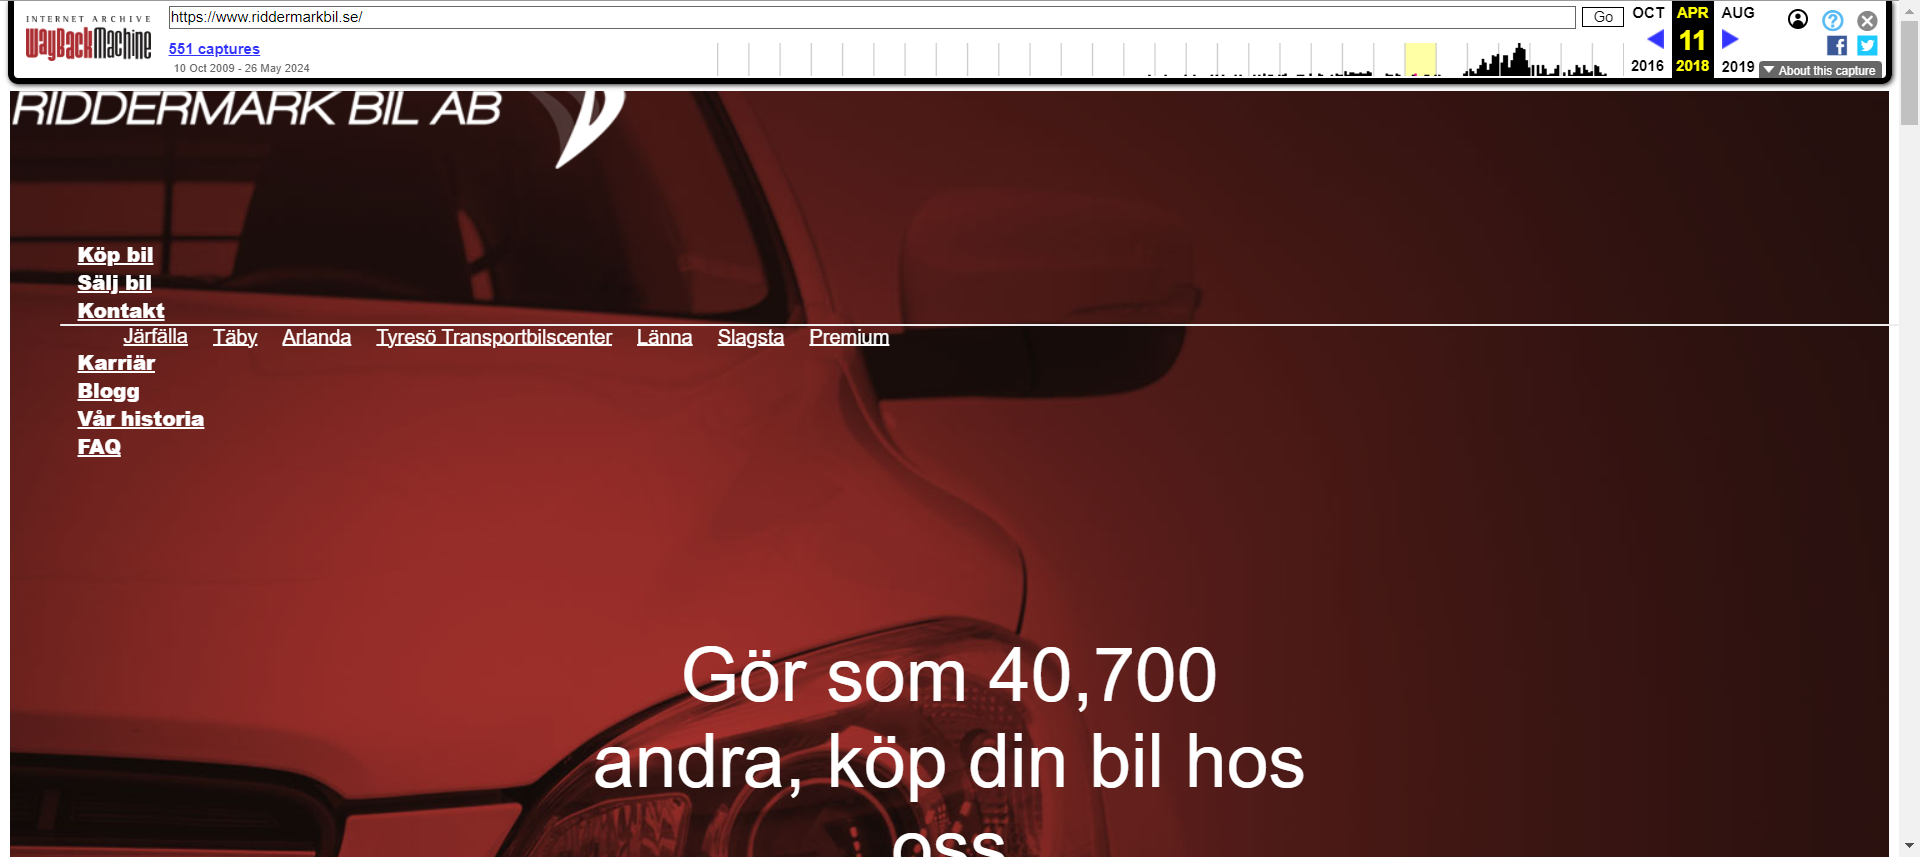 INTERNET ARCHIVE
WayBackMachine
https://www.riddermarkbil.se/
Go
551 captures
10 Oct 2009 - 26 May 2024
OCT APR AUG
11
2016 2018 2019
About this capture
RIDDERMARK BIL AB
Köp bil
Sälj bil
Kontakt
Järfälla Täby Arlanda Tyresö Transportbilscenter Länna Slagsta Premium
Karriär
Blogg
Vår historia
FAQ
Gör som 40,700
andra, köp din bil hos
oss